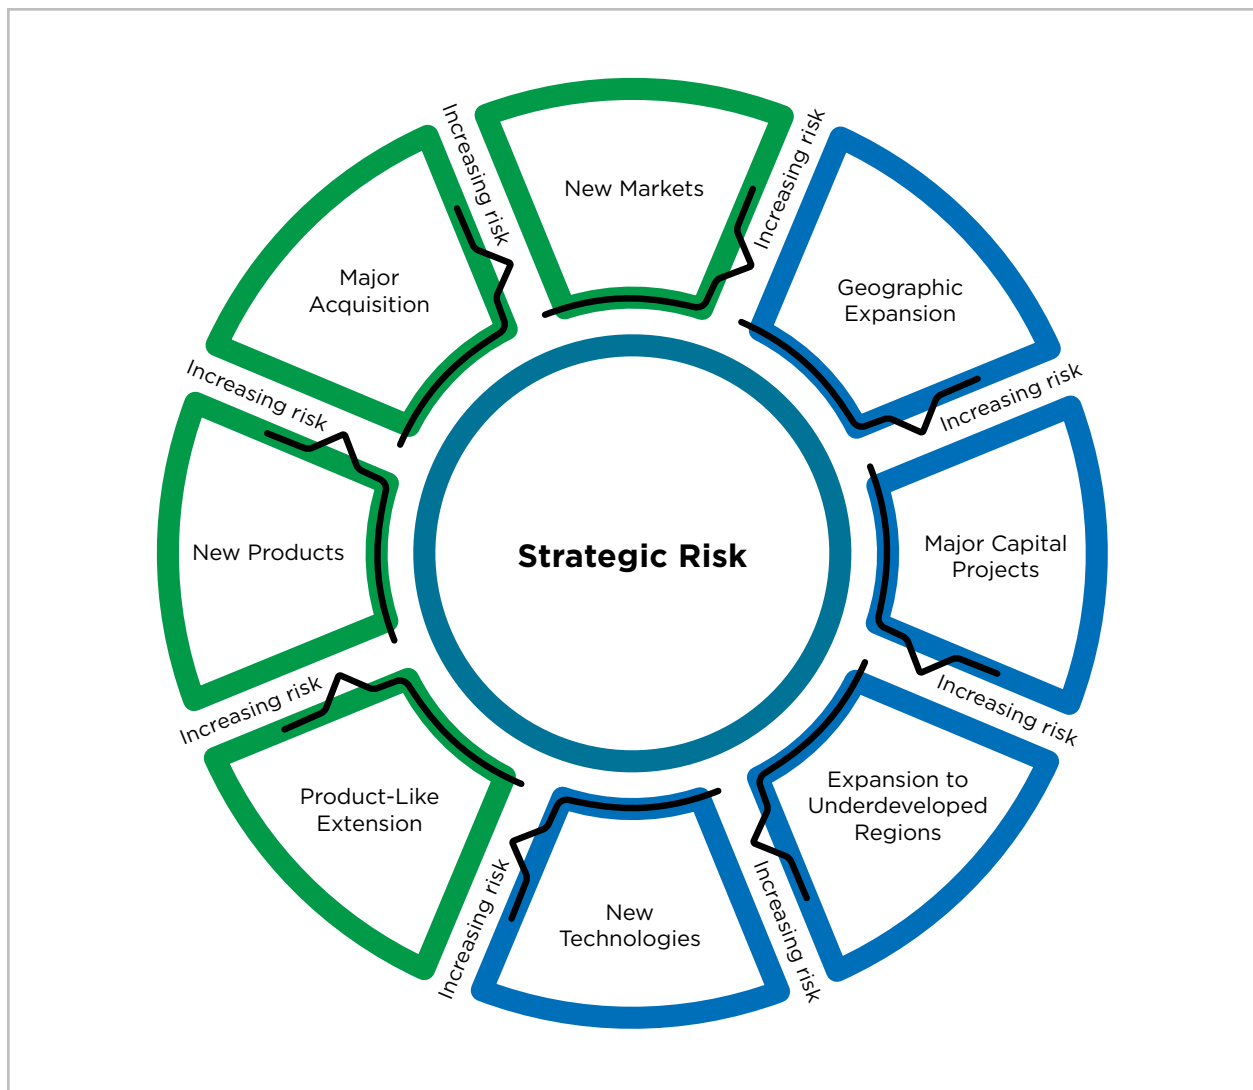 New Markets
Increasing risk
Geographic
Expansion
Increasing risk
Major Capital
Projects
Increasing risk
Expansion to
Underdeveloped
Regions
Increasing risk
New
Technologies
Increasing risk
Product-Like
Extension
Increasing risk
New Products
Increasing risk
Major
Acquisition
Increasing risk
Strategic Risk